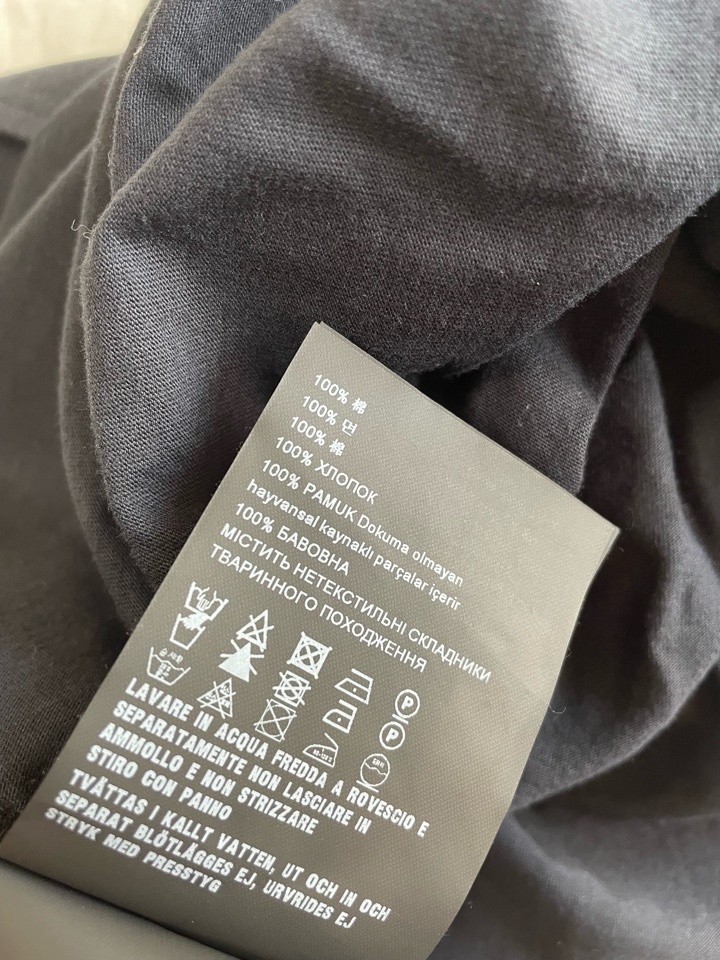 100% 棉
100% 면
100% 棉
100% ХЛОПОК
100% PAMUK Dokuma olmayan
hayvansal kaynaklı parçalar içerir
100% БАВОВНА
МІСТИТЬ НЕТЕКСТИЛЬНІ СКЛАДНИКИ
ТВАРИННОГО ПОХОДЖЕННЯ
P
P
LAVARE IN ACQUA FREDDA A ROVESCIO E
SEPARATAMENTE NON LASCIARE IN
AMMOLLO E NON STRIZZARE
STIRO CON PANNO
TVÄTTAS I KALLT VATTEN, UT OCH IN OCH
SEPARAT BLÖTLÄGGES EJ, URVRIDES EJ
STRYK MED PRESSTYG